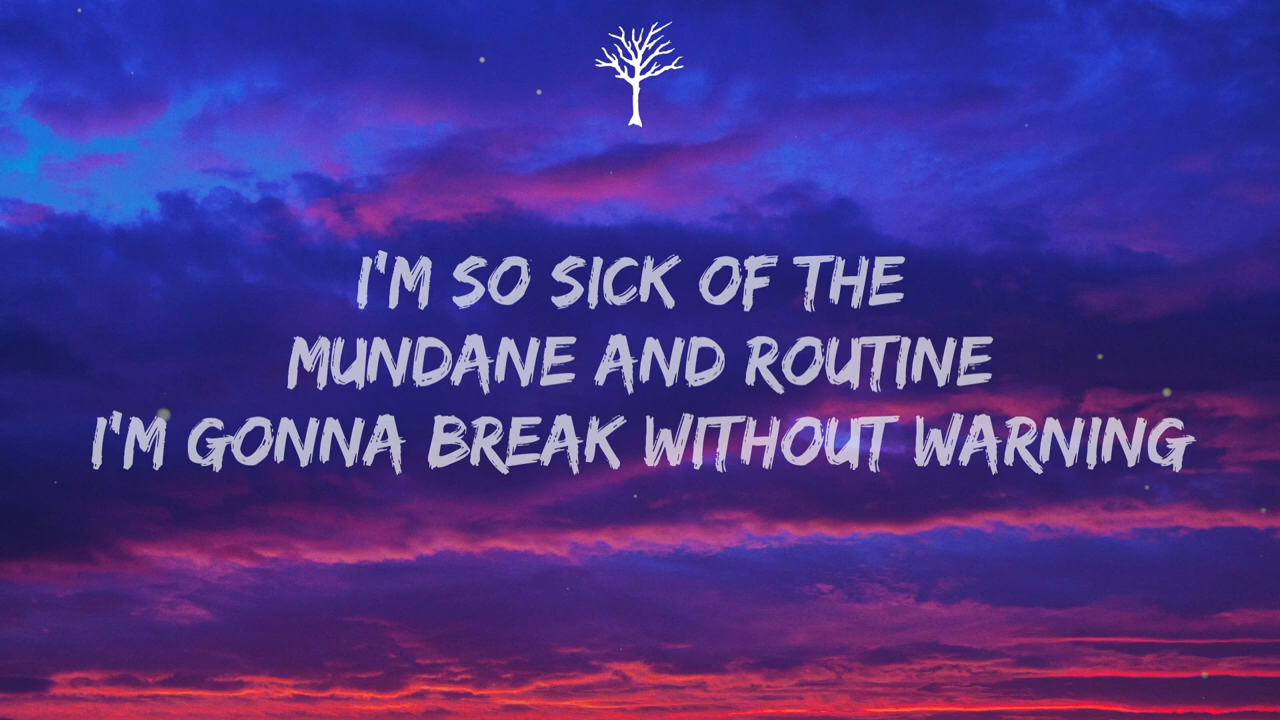 I'M SO SICK OF THE
MUNDANE AND ROUTINE
I'M GONNA BREAK WITHOUT WARNING